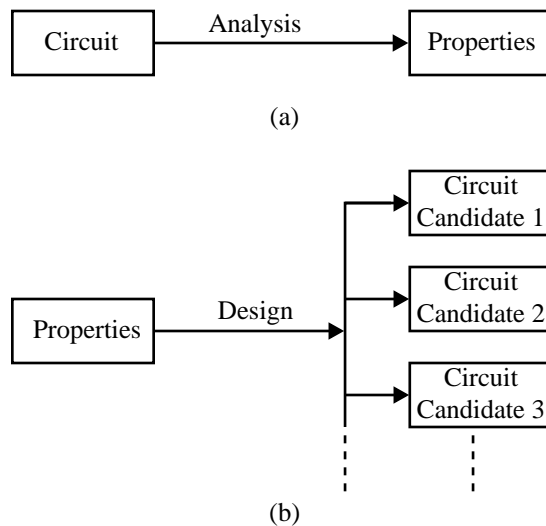 Circuit
Analysis
Properties
(a)
Circuit
Candidate 1
Properties
Design
Circuit
Candidate 2
Circuit
Candidate 3
(b)